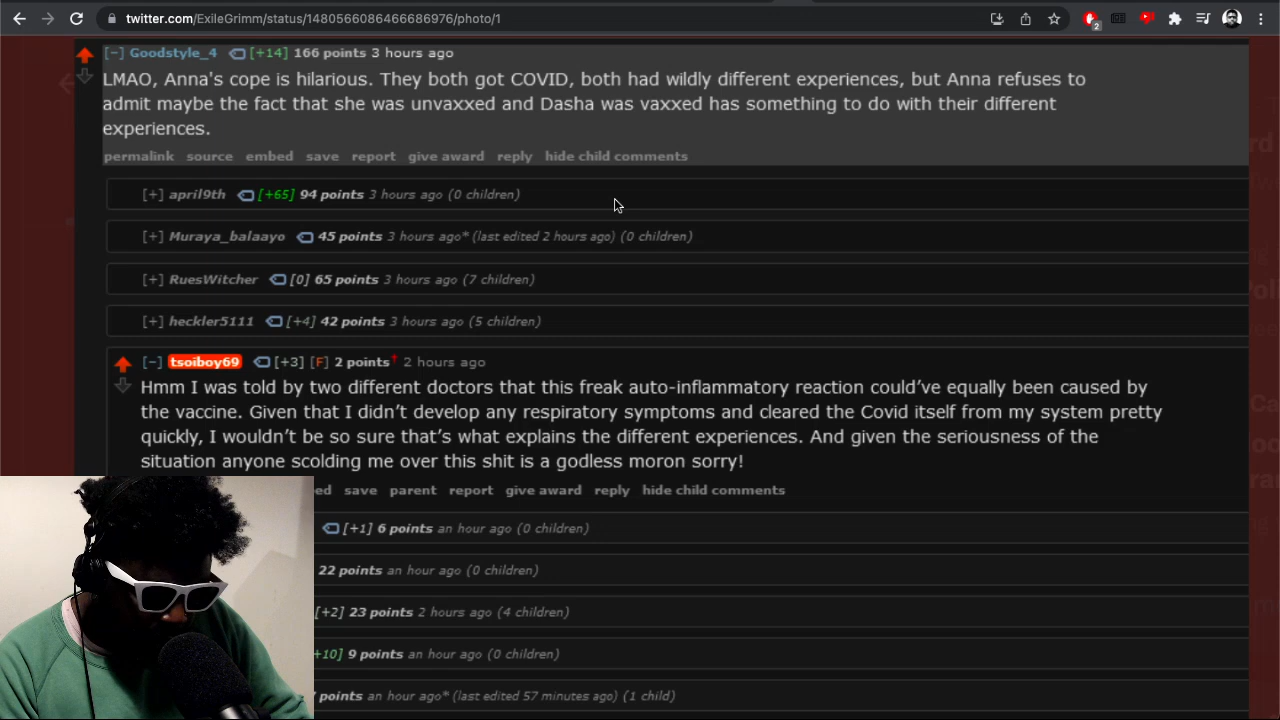 twitter.com/ExileGrimm/status/1480566086466686976/photo/1
2
[−] Goodstyle_4 [+14] 166 points 3 hours ago
LMAO, Anna's cope is hilarious. They both got COVID, both had wildly different experiences, but Anna refuses to
admit maybe the fact that she was unvaxxed and Dasha was vaxxed has something to do with their different
experiences.
permalink source embed save report give award reply hide child comments
[+] april9th [+65] 94 points 3 hours ago (0 children)
[+] Muraya_balaayo 45 points 3 hours ago* (last edited 2 hours ago) (0 children)
[+] RuesWitcher [0] 65 points 3 hours ago (7 children)
[+] heckler5111 [+4] 42 points 3 hours ago (5 children)
[−] tsoiboy69 [+3] [F] 2 points† 2 hours ago
Hmm I was told by two different doctors that this freak auto-inflammatory reaction could've equally been caused by
the vaccine. Given that I didn't develop any respiratory symptoms and cleared the Covid itself from my system pretty
quickly, I wouldn't be so sure that's what explains the different experiences. And given the seriousness of the
situation anyone scolding me over this shit is a godless moron sorry!
ed save parent report give award reply hide child comments
[+1] 6 points an hour ago (0 children)
22 points an hour ago (0 children)
[+2] 23 points 2 hours ago (4 children)
+10] 9 points an hour ago (0 children)
points an hour ago* (last edited 57 minutes ago) (1 child)